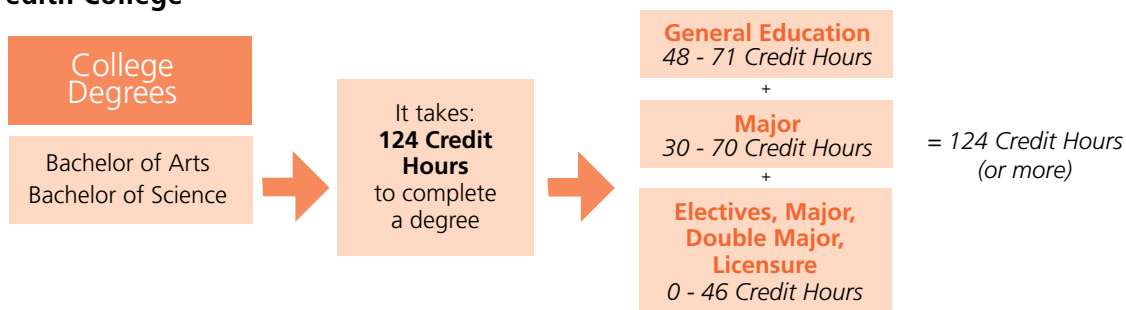 edith College
College
Degrees
Bachelor of Arts
Bachelor of Science
It takes:
124 Credit
Hours
to complete
a degree
General Education
48 - 71 Credit Hours
+
Major
30 - 70 Credit Hours
+
Electives, Major,
Double Major,
Licensure
0 - 46 Credit Hours
= 124 Credit Hours
(or more)